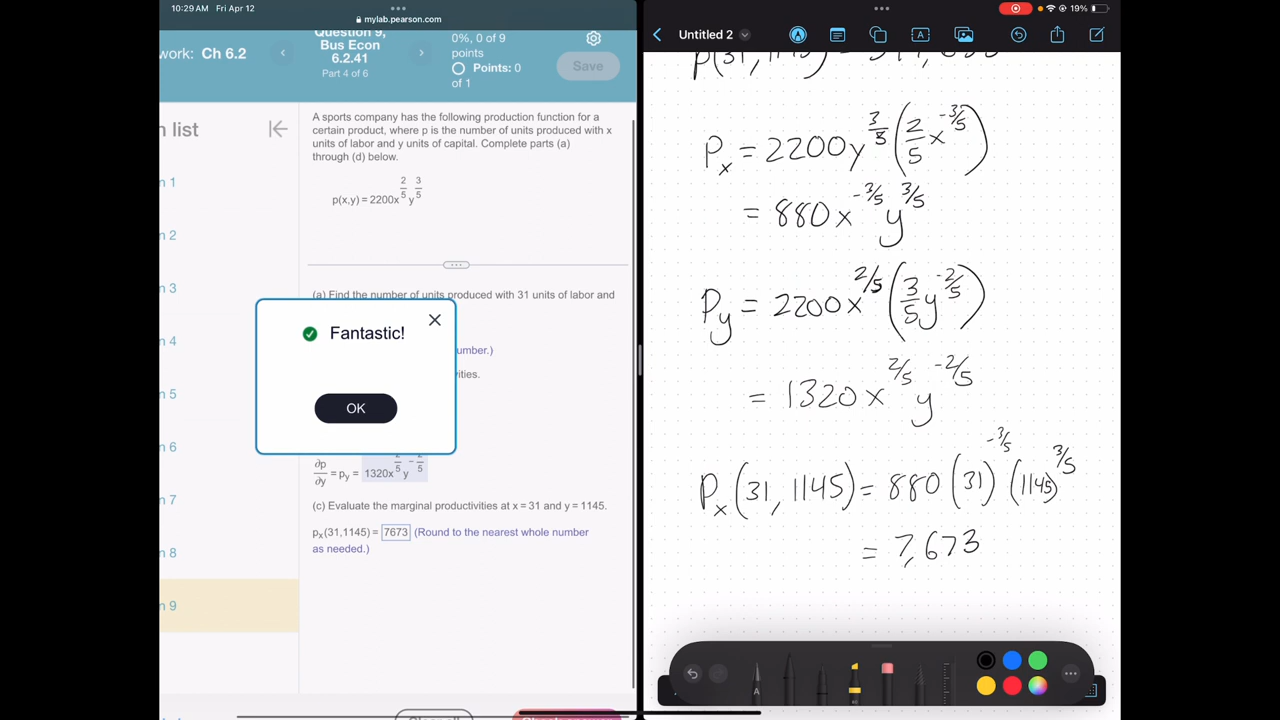 10:29 AM Fri Apr 12
mylab.pearson.com
work: Ch 6.2
Question 9,
Bus Econ
6.2.41
Part 4 of 6
0%, 0 of 9
points
Points: 0
of 1
Save
n list
n 1
n 2
n 3
n 4
n 5
n 6
n 7
n 8
n 9
A sports company has the following production function for a
certain product, where p is the number of units produced with x
units of labor and y units of capital. Complete parts (a)
through (d) below.
p(x,y) = 2200x^{2/5} y^{3/5}
(a) Find the number of units produced with 31 units of labor and
umber.)
ities.
Fantastic!
OK
∂p/∂y = p_y = 1320x^{2/5} y^{-2/5}
(c) Evaluate the marginal productivities at x = 31 and y = 1145.
p_x(31,1145) = 7673 (Round to the nearest whole number
as needed.)
19%
Untitled 2
P_x = 2200y^{3/5} (2/5 x^{-3/5})
= 880x^{-3/5} y^{3/5}
P_y = 2200x^{2/5} (3/5 y^{-2/5})
= 1320x^{2/5} y^{-2/5}
P_x (31, 1145) = 880 (31)^{-3/5} (1145)^{3/5}
= 7,673
A